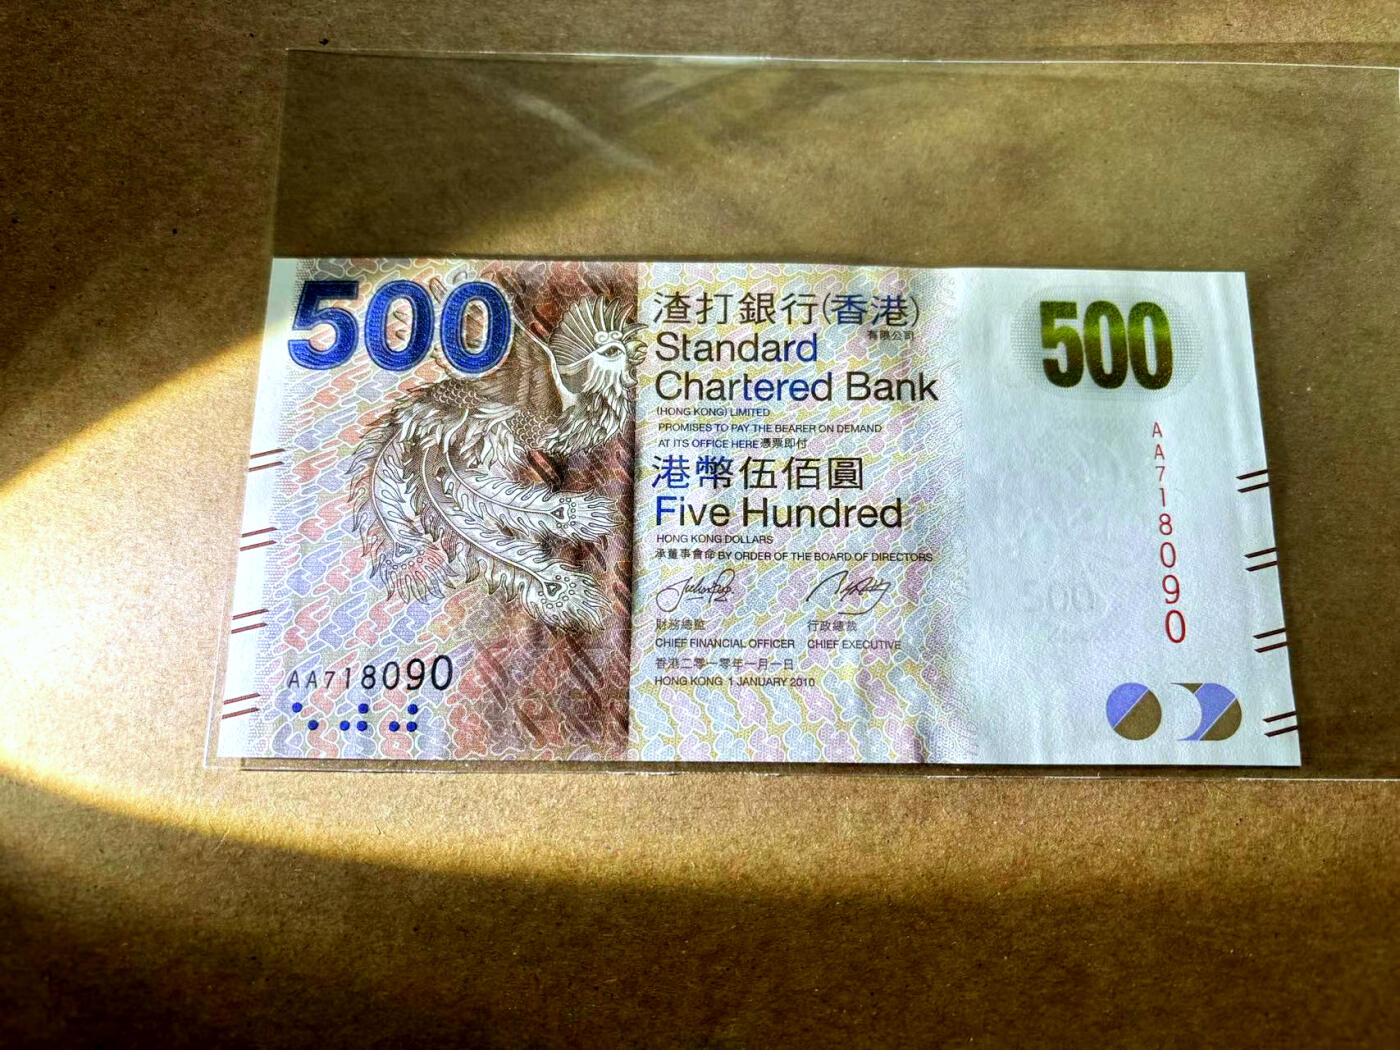 500
渣打銀行(香港)
有限公司
Standard
Chartered Bank
(HONG KONG) LIMITED
PROMISES TO PAY THE BEARER ON DEMAND
AT ITS OFFICE HERE 憑票即付
港幣伍佰圓
Five Hundred
HONG KONG DOLLARS
承董事會命 BY ORDER OF THE BOARD OF DIRECTORS
財務總監 行政總裁
CHIEF FINANCIAL OFFICER CHIEF EXECUTIVE
香港二零一零年一月一日
HONG KONG 1 JANUARY 2010
AA718090
500
AA718090
500